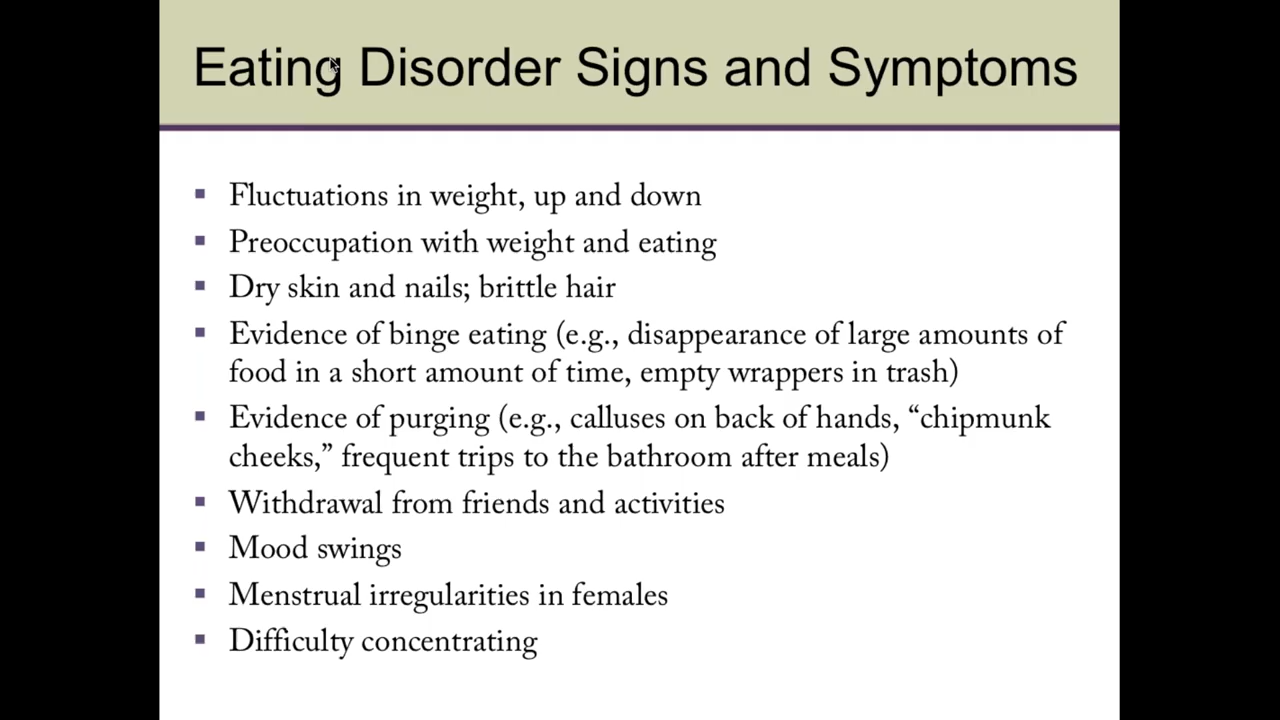 Eating Disorder Signs and Symptoms
▪ Fluctuations in weight, up and down
▪ Preoccupation with weight and eating
▪ Dry skin and nails; brittle hair
▪ Evidence of binge eating (e.g., disappearance of large amounts of
food in a short amount of time, empty wrappers in trash)
▪ Evidence of purging (e.g., calluses on back of hands, “chipmunk
cheeks,” frequent trips to the bathroom after meals)
▪ Withdrawal from friends and activities
▪ Mood swings
▪ Menstrual irregularities in females
▪ Difficulty concentrating